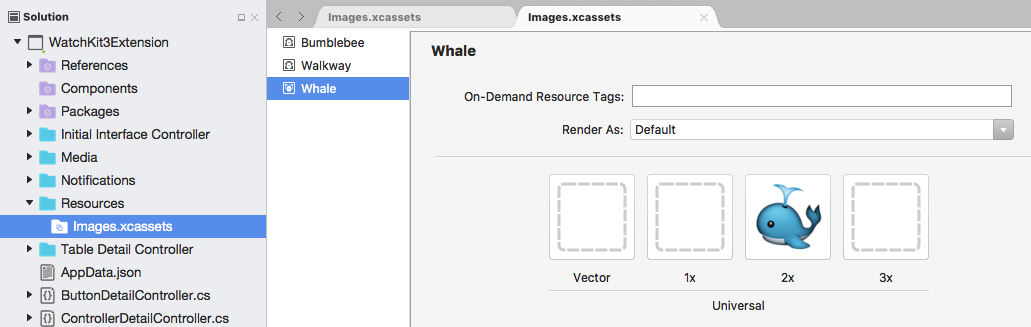 Solution
WatchKit3Extension
References
Components
Packages
Initial Interface Controller
Media
Notifications
Resources
Images.xcassets
Table Detail Controller
AppData.json
ButtonDetailController.cs
ControllerDetailController.cs
Images.xcassets
Images.xcassets
Bumblebee
Walkway
Whale
Whale
On-Demand Resource Tags:
Render As: Default
Vector 1x 2x 3x
Universal